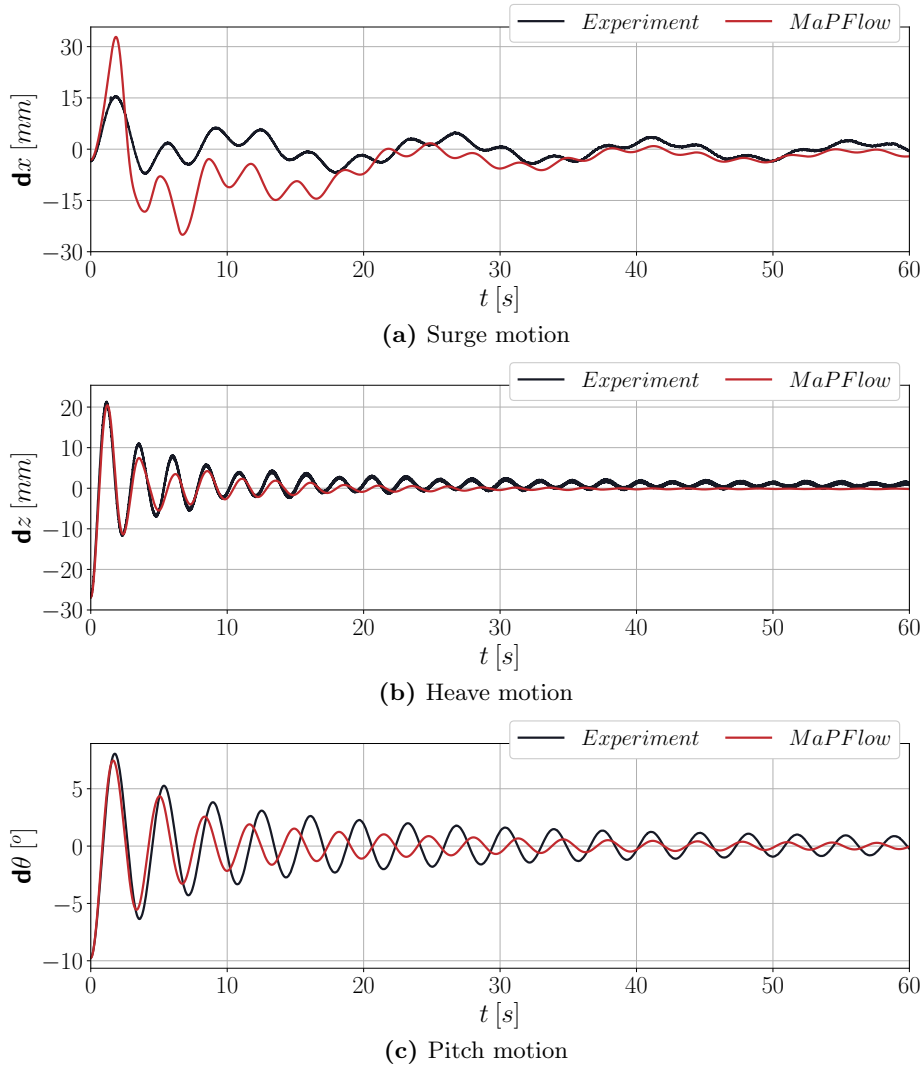 Experiment MaPFlow
30
15
0
−15
−30
dx [mm]
0 10 20 30 40 50 60
t [s]
(a) Surge motion
Experiment MaPFlow
20
10
0
−10
−20
−30
dz [mm]
0 10 20 30 40 50 60
t [s]
(b) Heave motion
Experiment MaPFlow
5
0
−5
−10
dθ [º]
0 10 20 30 40 50 60
t [s]
(c) Pitch motion